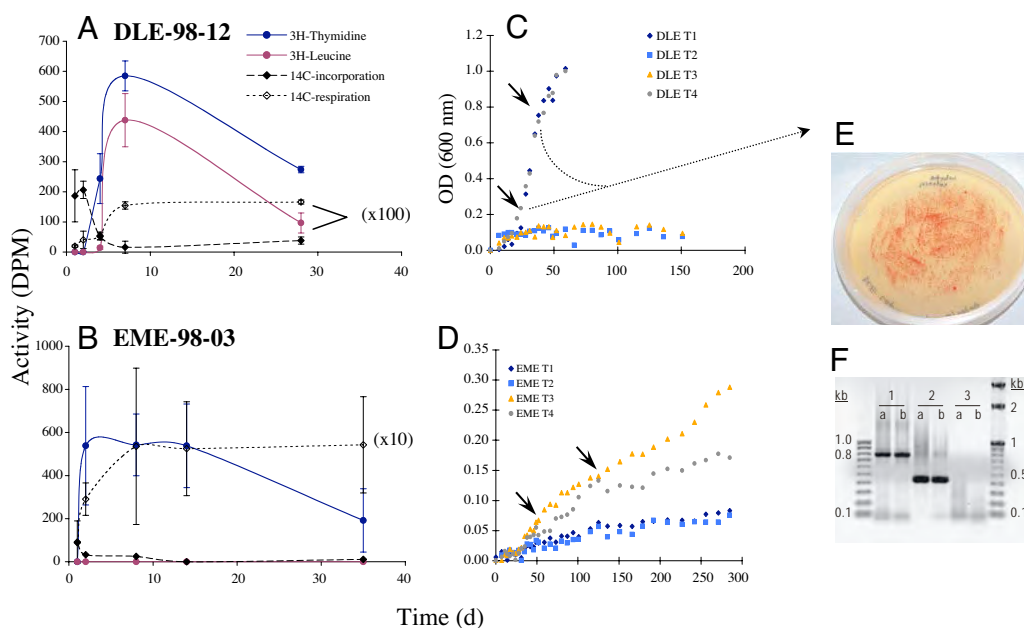 A DLE-98-12
3H-Thymidine
3H-Leucine
14C-incorporation
14C-respiration
700
600
500
400
300
200
100
0
0 10 20 30 40
(x100)
B EME-98-03
1000
800
600
400
200
0
0 10 20 30 40
(x10)
Activity (DPM)
Time (d)
C
DLE T1
DLE T2
DLE T3
DLE T4
1.2
1.0
0.8
0.6
0.4
0.2
0.0
0 50 100 150 200
OD (600 nm)
D
EME T1
EME T2
EME T3
EME T4
0.35
0.30
0.25
0.20
0.15
0.10
0.05
0.00
0 50 100 150 200 250 300
E
F
kb 1 2 3 kb
a b a b a b
2
1.0 1
0.8
0.1 0.1